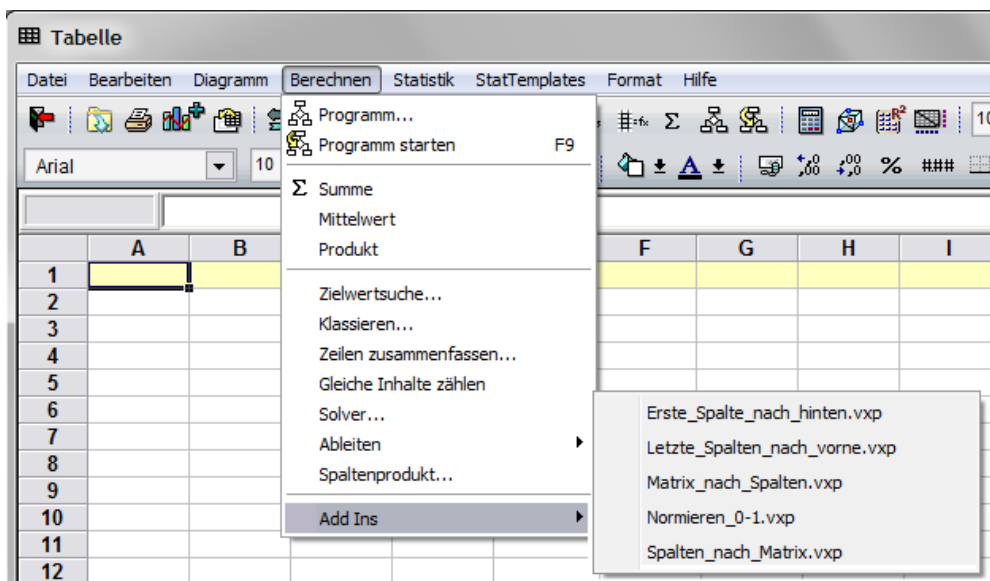 Tabelle
Datei Bearbeiten Diagramm Berechnen Statistik StatTemplates Format Hilfe
Programm...
Programm starten F9
Σ Summe
Mittelwert
Produkt
Zielwertsuche...
Klassieren...
Zeilen zusammenfassen...
Gleiche Inhalte zählen
Solver...
Ableiten
Spaltenprodukt...
Add Ins
Erste_Spalte_nach_hinten.vxp
Letzte_Spalten_nach_vorne.vxp
Matrix_nach_Spalten.vxp
Normieren_0-1.vxp
Spalten_nach_Matrix.vxp
Σ R² 10
Arial 10 A % ###
A B F G H I
1
2
3
4
5
6
7
8
9
10
11
12